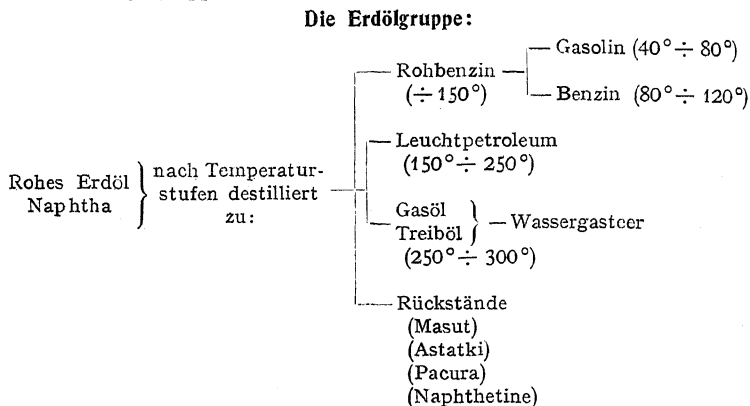 Die Erdölgruppe:
Gasolin (40° ÷ 80°)
Rohbenzin
(÷ 150°)
Benzin (80° ÷ 120°)
Leuchtpetroleum
(150° ÷ 250°)
Rohes Erdöl
Naphtha
nach Temperatur-
stufen destilliert
zu:
Gasöl
Treiböl
Wassergasteer
(250° ÷ 300°)
Rückstände
(Masut)
(Astatki)
(Pacura)
(Naphthetine)